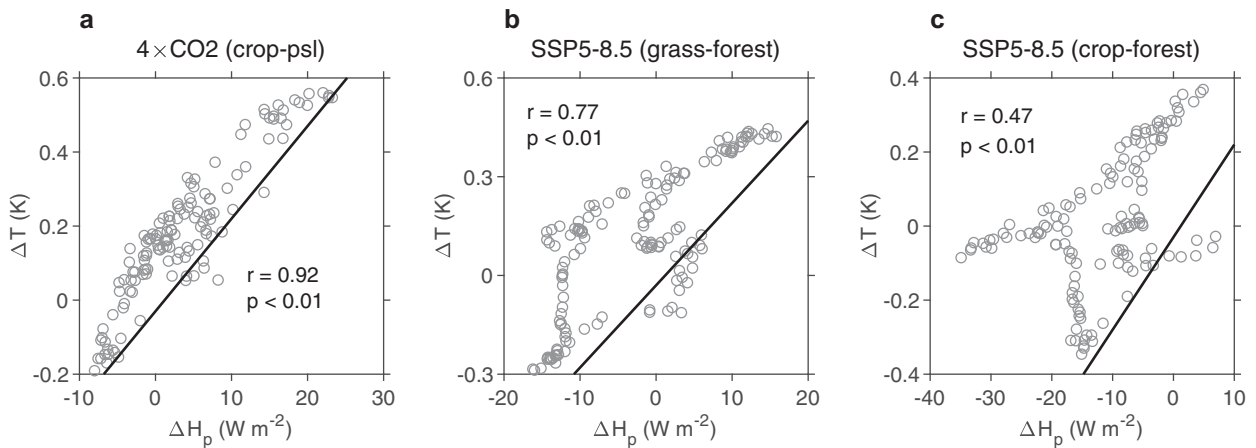 a
4×CO2 (crop-psl)
0.6
0.4
0.2
0
-0.2
-10
0
10
20
30
ΔT (K)
ΔHp (W m-2)
r = 0.92
p < 0.01
b
SSP5-8.5 (grass-forest)
0.6
0.3
0
-0.3
-20
-10
0
10
20
ΔT (K)
ΔHp (W m-2)
r = 0.77
p < 0.01
c
SSP5-8.5 (crop-forest)
0.4
0.2
0.0
-0.2
-0.4
-40
-30
-20
-10
0
10
ΔT (K)
ΔHp (W m-2)
r = 0.47
p < 0.01